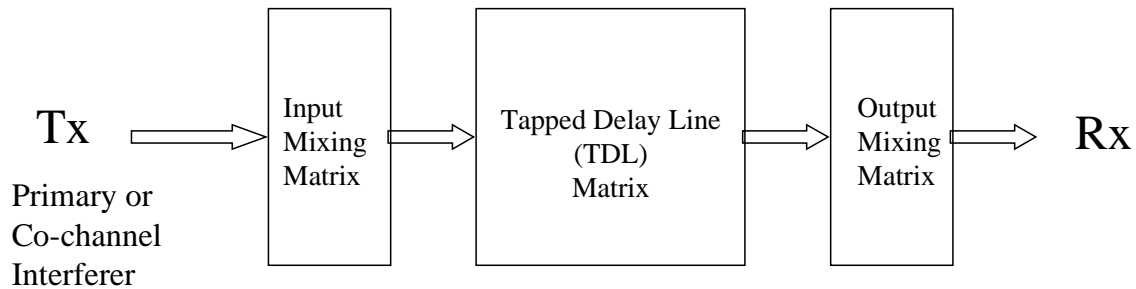 Tx
Primary or
Co-channel
Interferer
Input
Mixing
Matrix
Tapped Delay Line
(TDL)
Matrix
Output
Mixing
Matrix
Rx